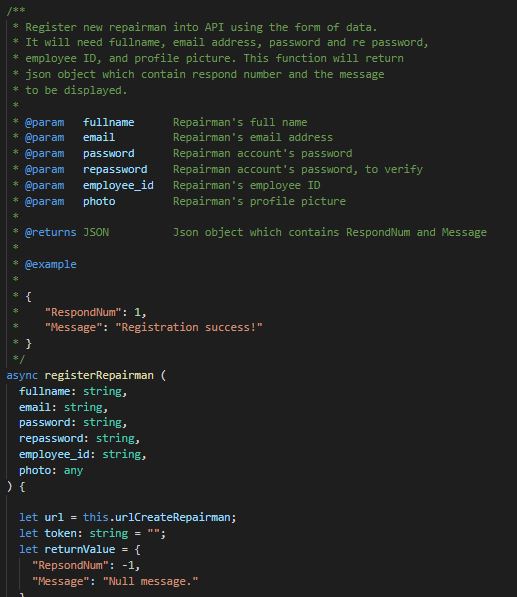 /**
 * Register new repairman into API using the form of data.
 * It will need fullname, email address, password and re password,
 * employee ID, and profile picture. This function will return
 * json object which contain respond number and the message
 * to be displayed.
 *
 * @param   fullname      Repairman's full name
 * @param   email         Repairman's email address
 * @param   password      Repairman account's password
 * @param   repassword    Repairman account's password, to verify
 * @param   employee_id   Repairman's employee ID
 * @param   photo         Repairman's profile picture
 *
 * @returns JSON          Json object which contains RespondNum and Message
 *
 * @example
 *
 * {
 *    "RespondNum": 1,
 *    "Message": "Registration success!"
 * }
 */
async registerRepairman (
  fullname: string,
  email: string,
  password: string,
  repassword: string,
  employee_id: string,
  photo: any
) {
  let url = this.urlCreateRepairman;
  let token: string = "";
  let returnValue = {
    "RepsondNum": -1,
    "Message": "Null message."
  }